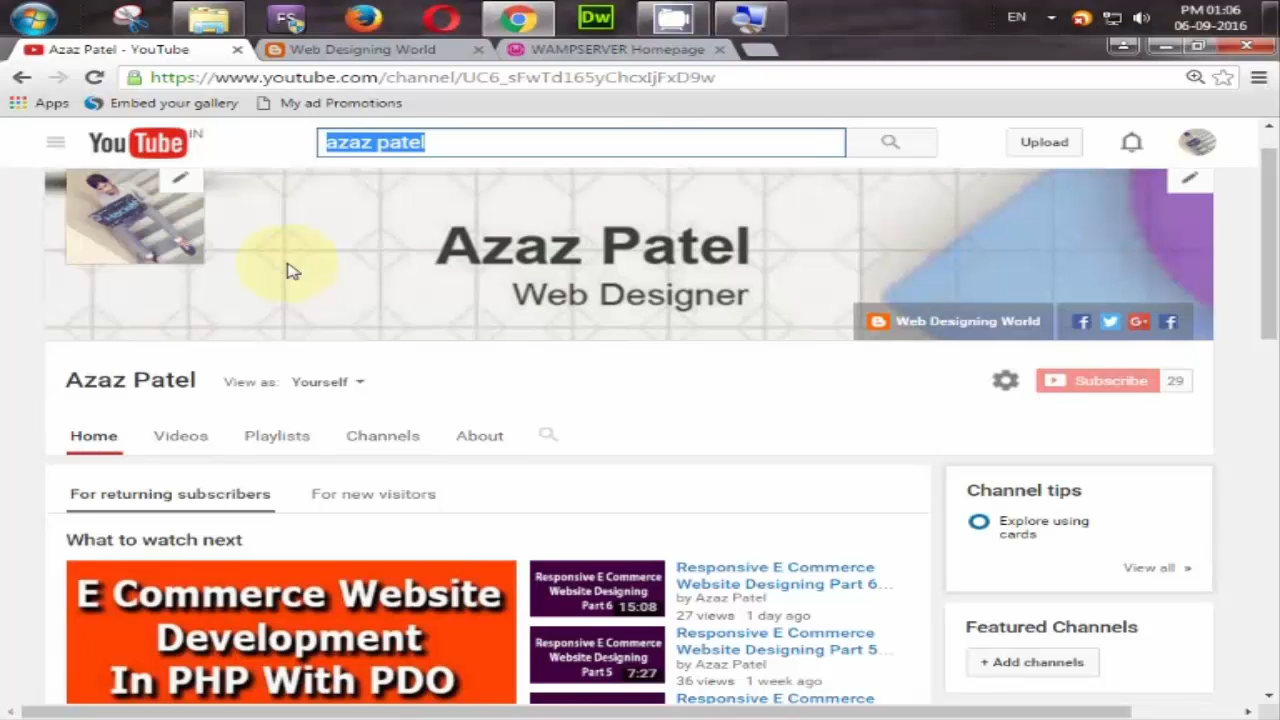 FS
Dw
EN
PM 01:06
06-09-2016
Azaz Patel - YouTube
Web Designing World
WAMPSERVER Homepage
https://www.youtube.com/channel/UC6_sFwTd165yChcxIjFxD9w
Apps
Embed your gallery
My ad Promotions
YouTube IN
azaz patel
Upload
Azaz Patel
Web Designer
Web Designing World
Azaz Patel
View as: Yourself
Subscribe 29
Home
Videos
Playlists
Channels
About
For returning subscribers
For new visitors
Channel tips
Explore using
cards
View all »
What to watch next
E Commerce Website
Development
In PHP With PDO
Responsive E Commerce
Website Designing
Part 6
15:08
Responsive E Commerce
Website Designing Part 6...
by Azaz Patel
27 views 1 day ago
Responsive E Commerce
Website Designing
Part 5
7:27
Responsive E Commerce
Website Designing Part 5...
by Azaz Patel
36 views 1 week ago
Responsive E Commerce
Featured Channels
+ Add channels